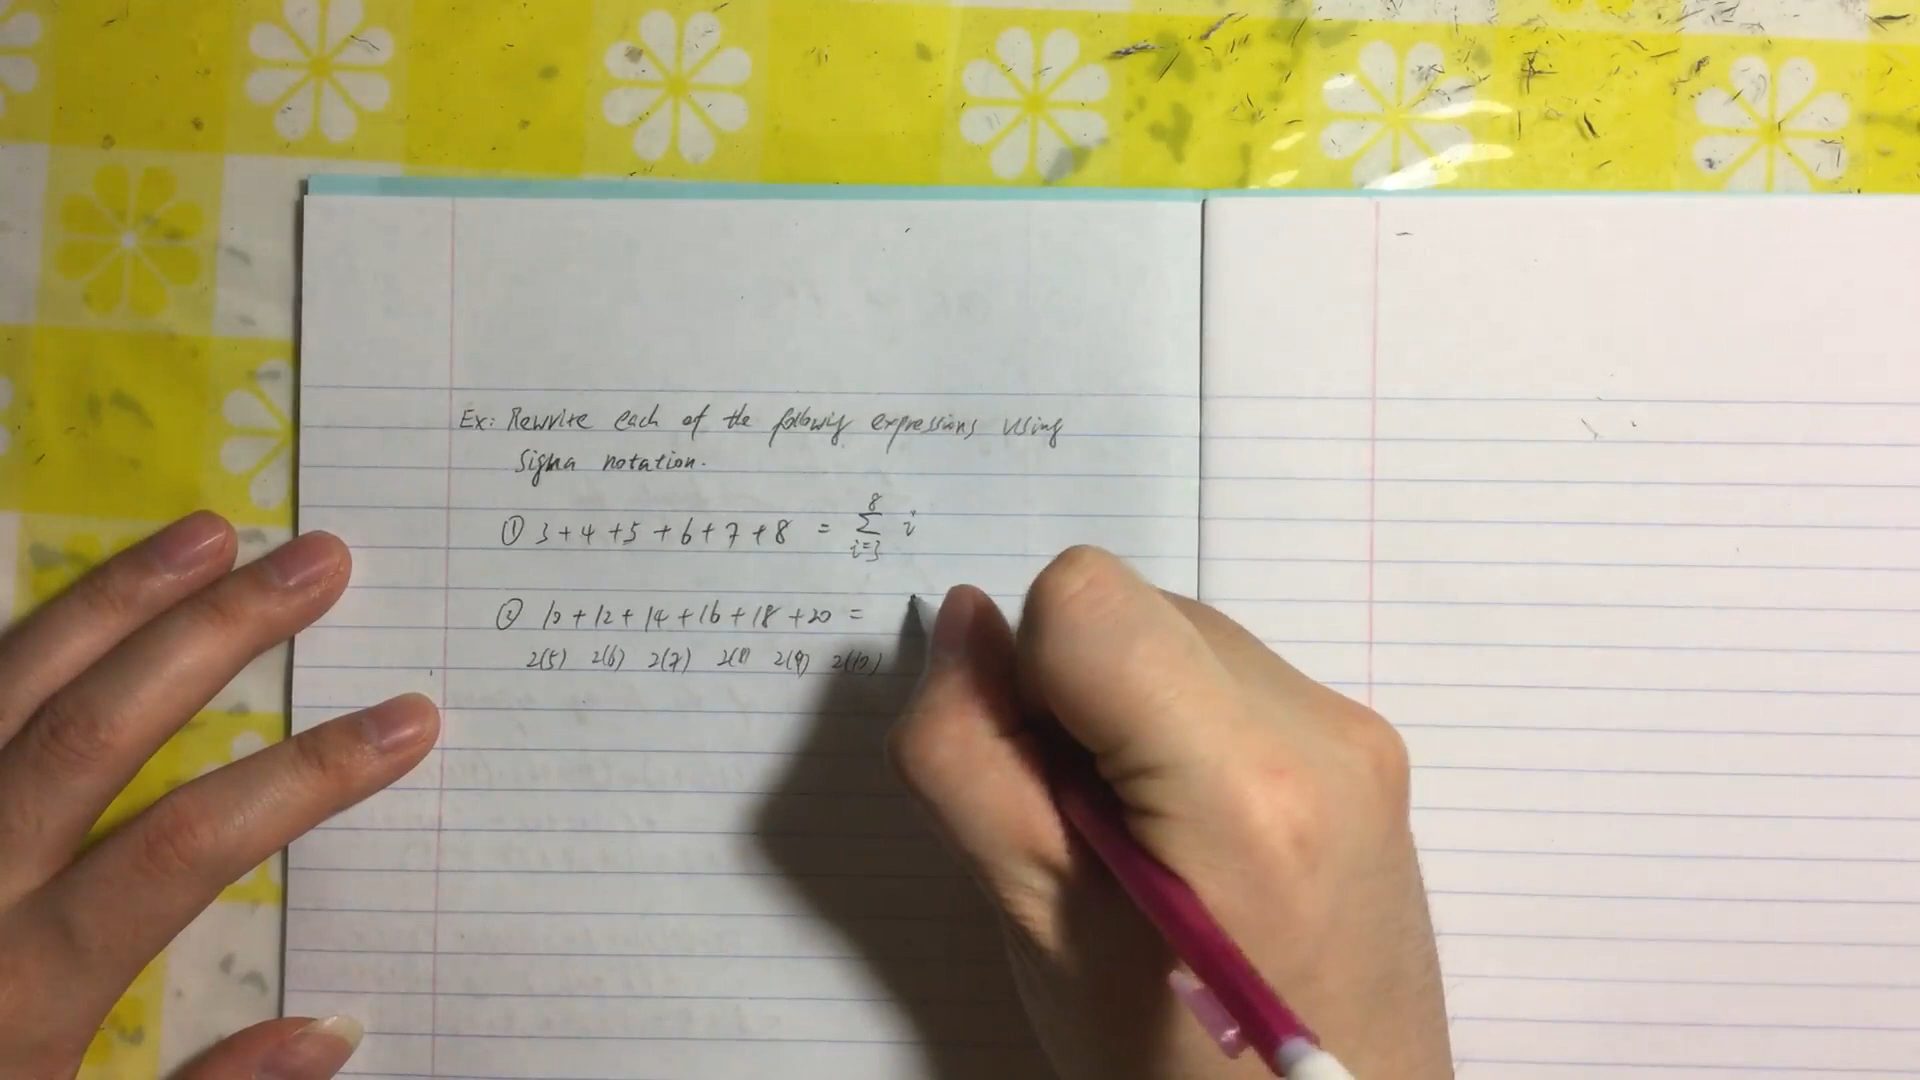 Ex: Rewrite each of the following expressions using
Sigma notation.
① 3+4+5+6+7+8 = \sum_{i=3}^{8} i
② 10+12+14+16+18+20 =
2(5) 2(6) 2(7) 2(8) 2(9) 2(10)